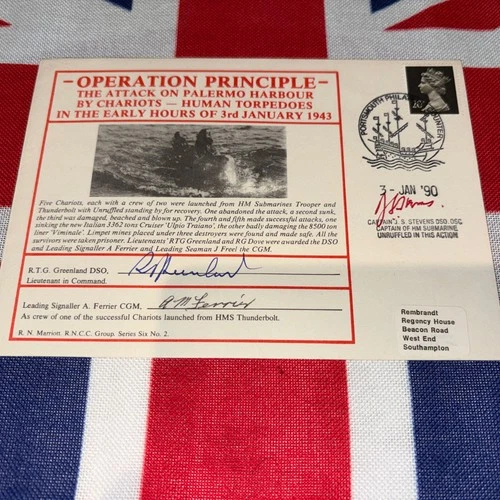 -OPERATION PRINCIPLE-
THE ATTACK ON PALERMO HARBOUR
BY CHARIOTS — HUMAN TORPEDOES
IN THE EARLY HOURS OF 3rd JANUARY 1943
Five Chariots, each with a crew of two were launched from HM Submarines Trooper and
Thunderbolt with Unruffled standing by for recovery. One abandoned the attack, a second sunk,
the third was damaged, beached and blown up. The fourth and fifth made successful attacks, one
sinking the new Italian 3362 tons Cruiser 'Ulpio Traiano', the other badly damaging the 8500 ton
liver 'Viminale'. Limpet mines placed under three destroyers were found and made safe. All the
survivors were taken prisoner. Lieutenants' RTG Greenland and RG Dove were awarded the DSO
and Leading Signaller A Ferrier and Leading Seaman J Freel the CGM.
R.T.G. Greenland DSO,
Lieutenant in Command.
RTGreenland
Leading Signaller A. Ferrier CGM,
A M Ferrier
As crew of one of the successful Chariots launched from HMS Thunderbolt.
R. N. Marriott. R.N.C.C. Group. Series Six No. 2.
PORTSMOUTH PHILATELIC COUNTER
3 - JAN '90
CAPTAIN J. S. STEVENS DSO. DSC
CAPTAIN OF HM SUBMARINE
UNRUFFLED IN THIS ACTION
Rembrandt
Regency House
Beacon Road
West End
Southampton